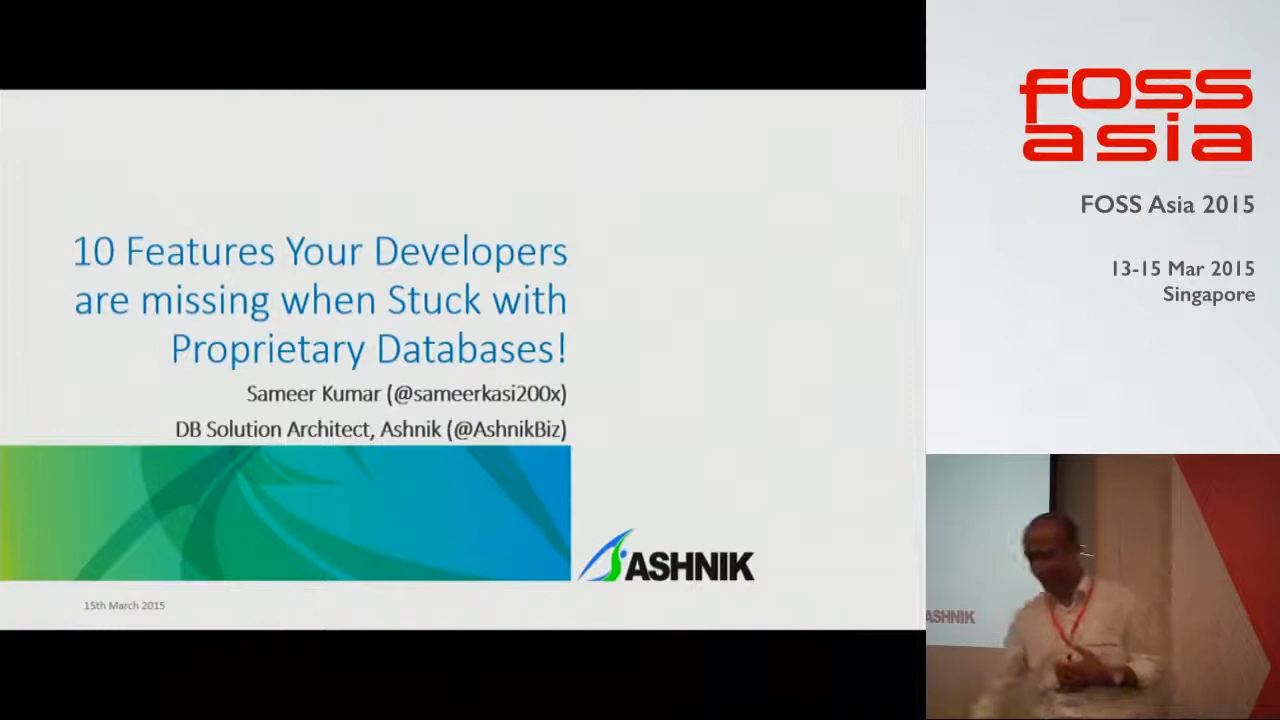 10 Features Your Developers
are missing when Stuck with
Proprietary Databases!
Sameer Kumar (@sameerkasi200x)
DB Solution Architect, Ashnik (@AshnikBiz)
ASHNIK
15th March 2015
foss
asia
FOSS Asia 2015
13-15 Mar 2015
Singapore
ASHNIK